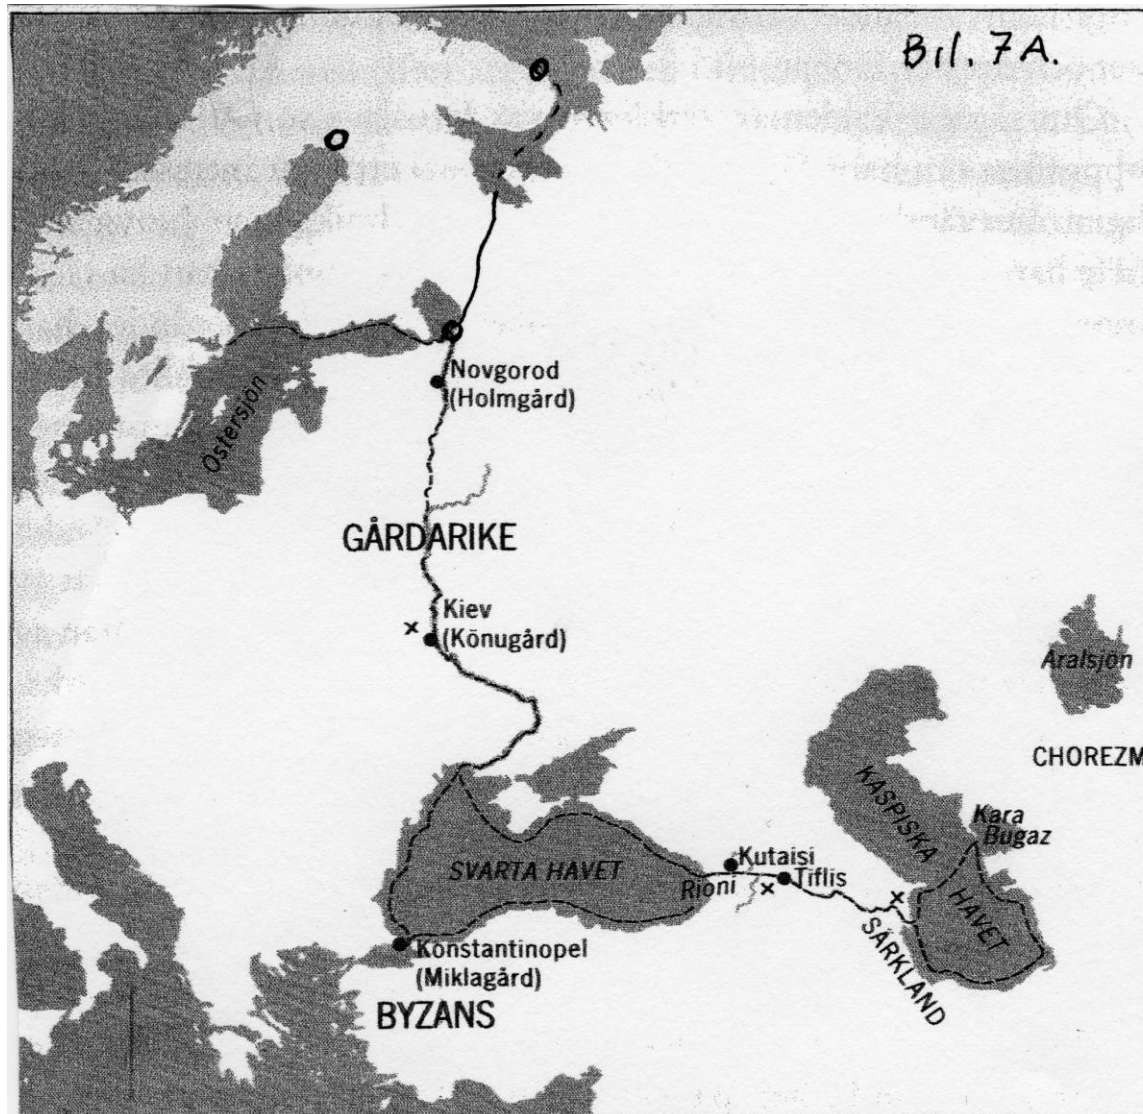 Bil. 7A.
Novgorod
(Holmgård)
Östersjön
GÅRDARIKE
Kiev
(Könugård)
Aralsjön
CHOREZM
KASPISKA
HAVET
Kara
Bugaz
SVARTA HAVET
Kutaisi
Rioni
Tiflis
SÄRKLAND
Konstantinopel
(Miklagård)
BYZANS